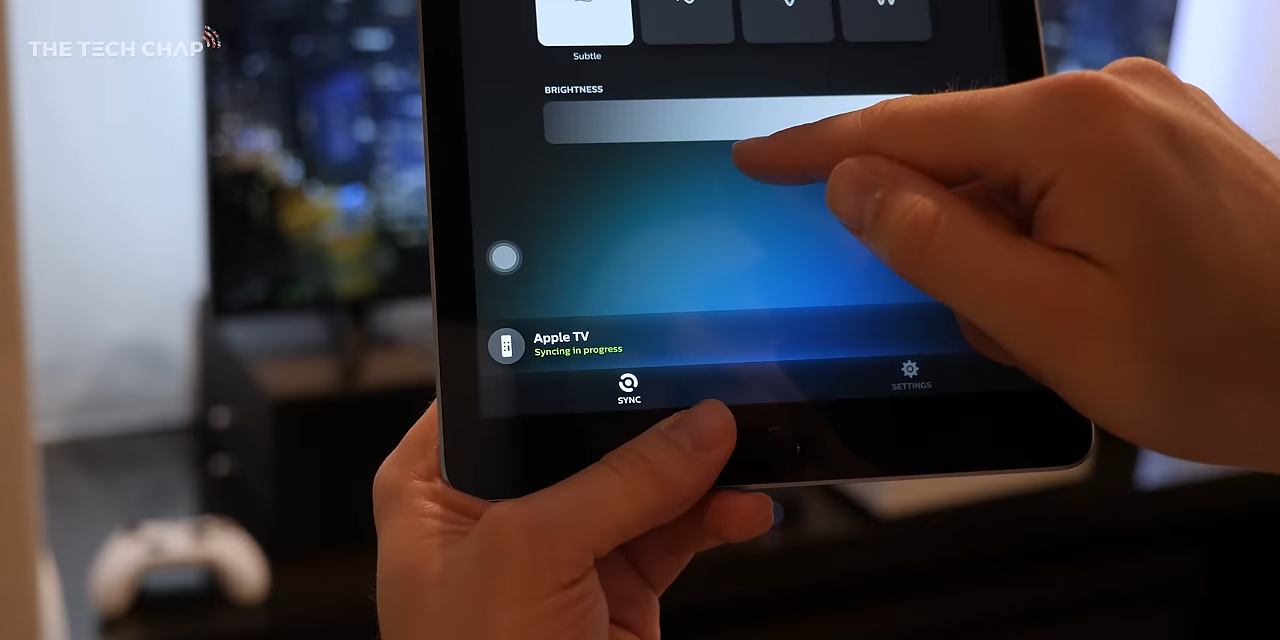 THE TECH CHAP
Subtle
BRIGHTNESS
Apple TV
Syncing in progress
SYNC
SETTINGS